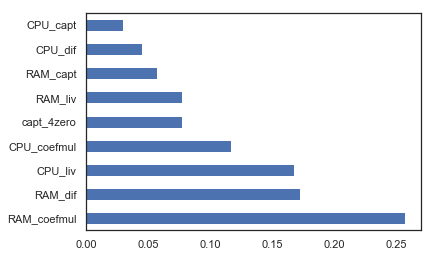 CPU_capt
CPU_dif
RAM_capt
RAM_liv
capt_4zero
CPU_coefmul
CPU_liv
RAM_dif
RAM_coefmul
0.00 0.05 0.10 0.15 0.20 0.25